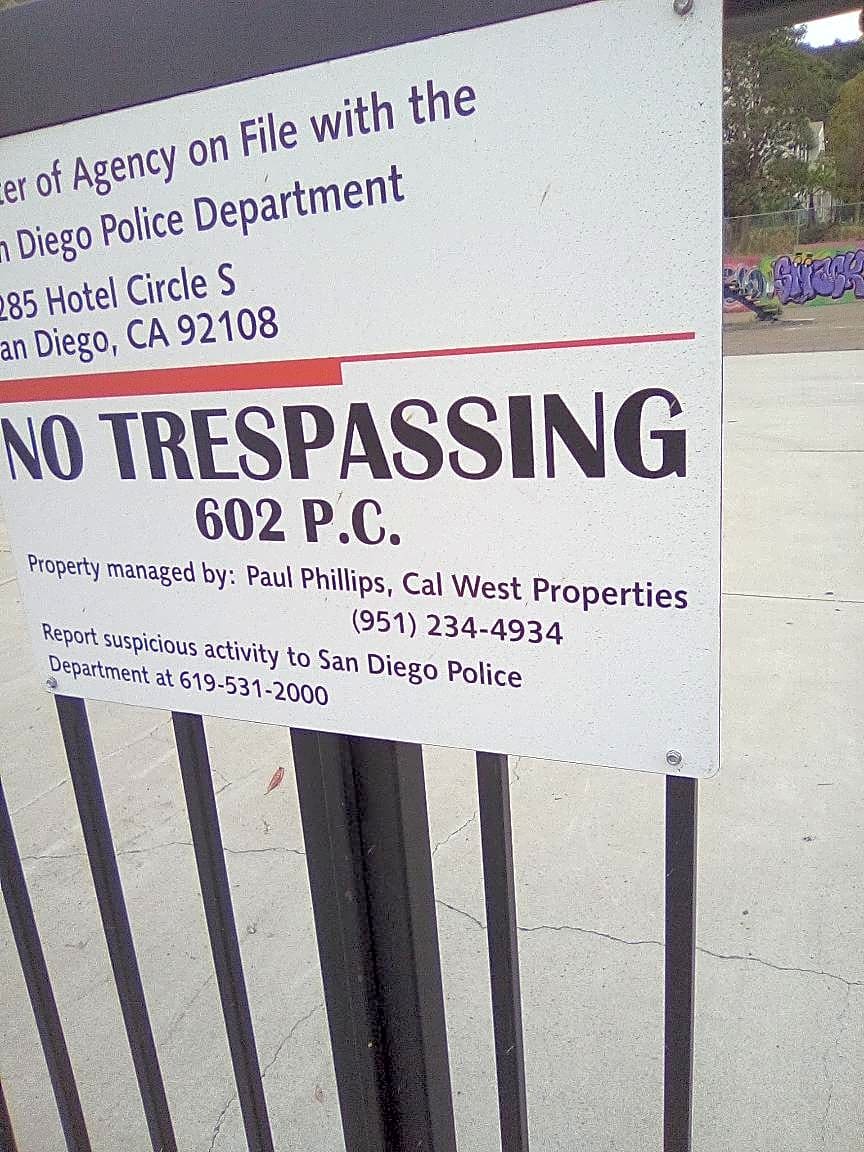 ter of Agency on File with the
n Diego Police Department
285 Hotel Circle S
an Diego, CA 92108
NO TRESPASSING
602 P.C.
Property managed by: Paul Phillips, Cal West Properties
(951) 234-4934
Report suspicious activity to San Diego Police
Department at 619-531-2000